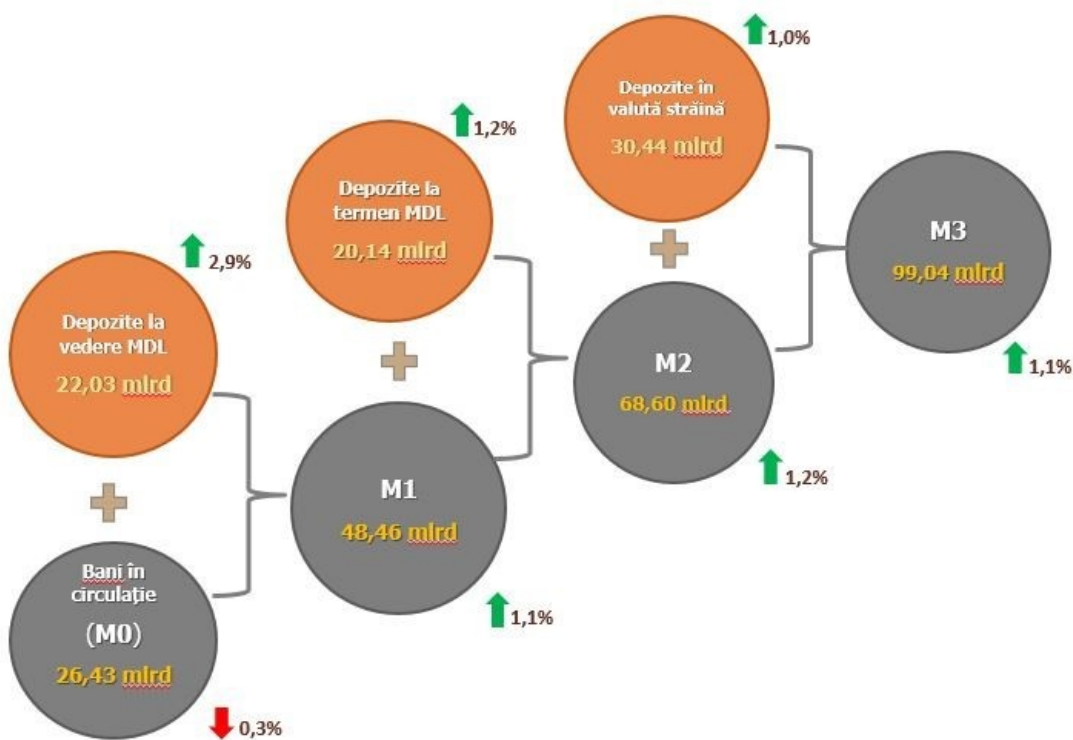 1,0%
Depozite în
valută străină
30,44 mlrd
1,2%
Depozite la
termen MDL
20,14 mlrd
M3
99,04 mlrd
2,9%
Depozite la
vedere MDL
22,03 mlrd
1,1%
M2
68,60 mlrd
1,2%
M1
48,46 mlrd
1,1%
Bani în
circulație
(M0)
26,43 mlrd
0,3%